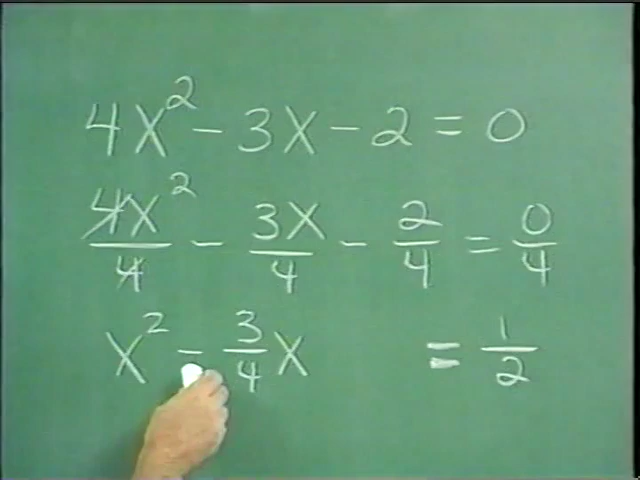 4X² - 3X - 2 = 0
4X²/4 - 3X/4 - 2/4 = 0/4
X² - 3/4 X = 1/2